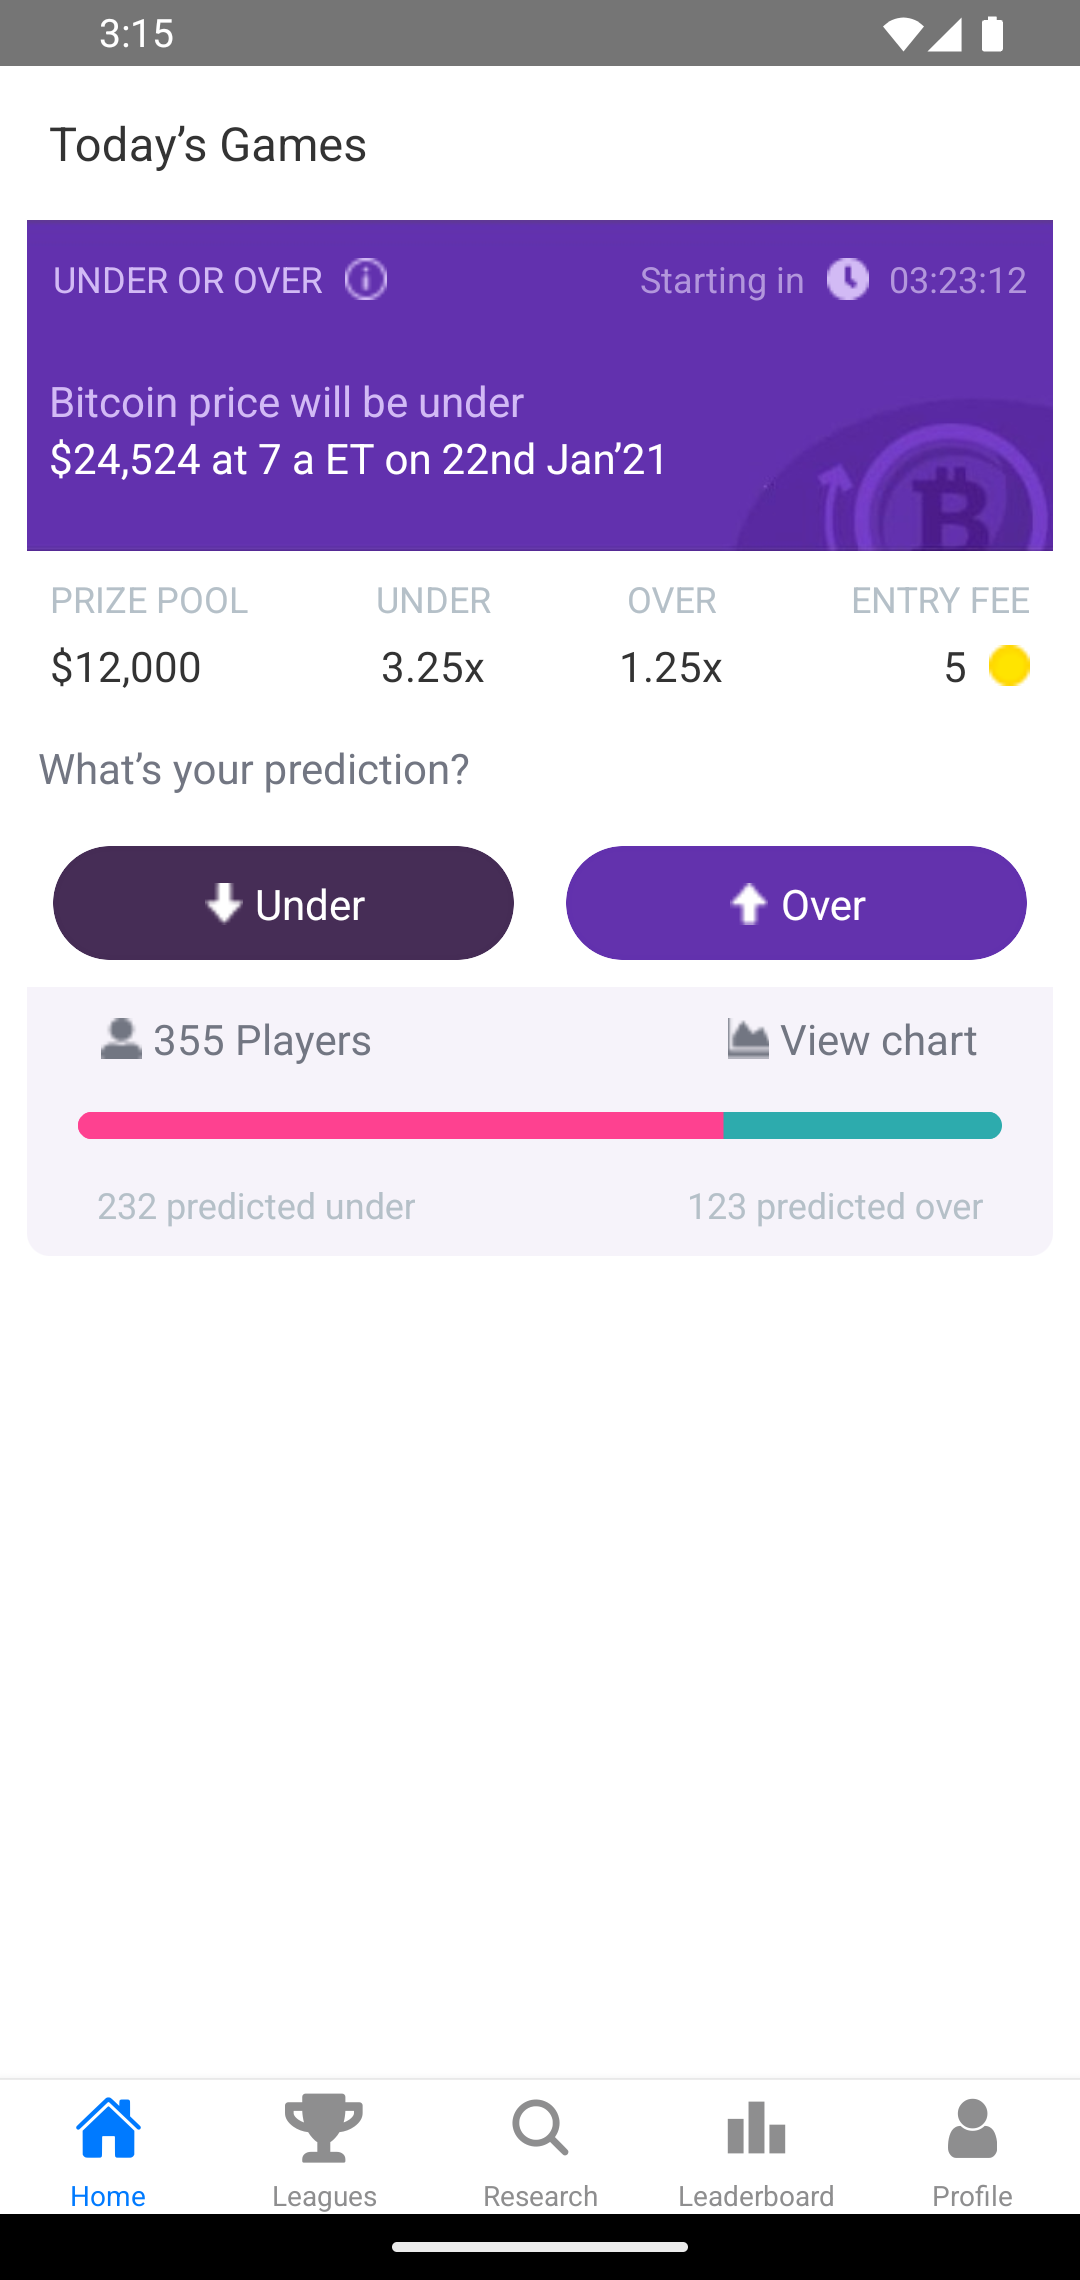 3:15
Today’s Games
UNDER OR OVER
Starting in 03:23:12
Bitcoin price will be under
$24,524 at 7 a ET on 22nd Jan’21
PRIZE POOL UNDER OVER ENTRY FEE
$12,000 3.25x 1.25x 5
What’s your prediction?
Under Over
355 Players View chart
232 predicted under 123 predicted over
Home Leagues Research Leaderboard Profile